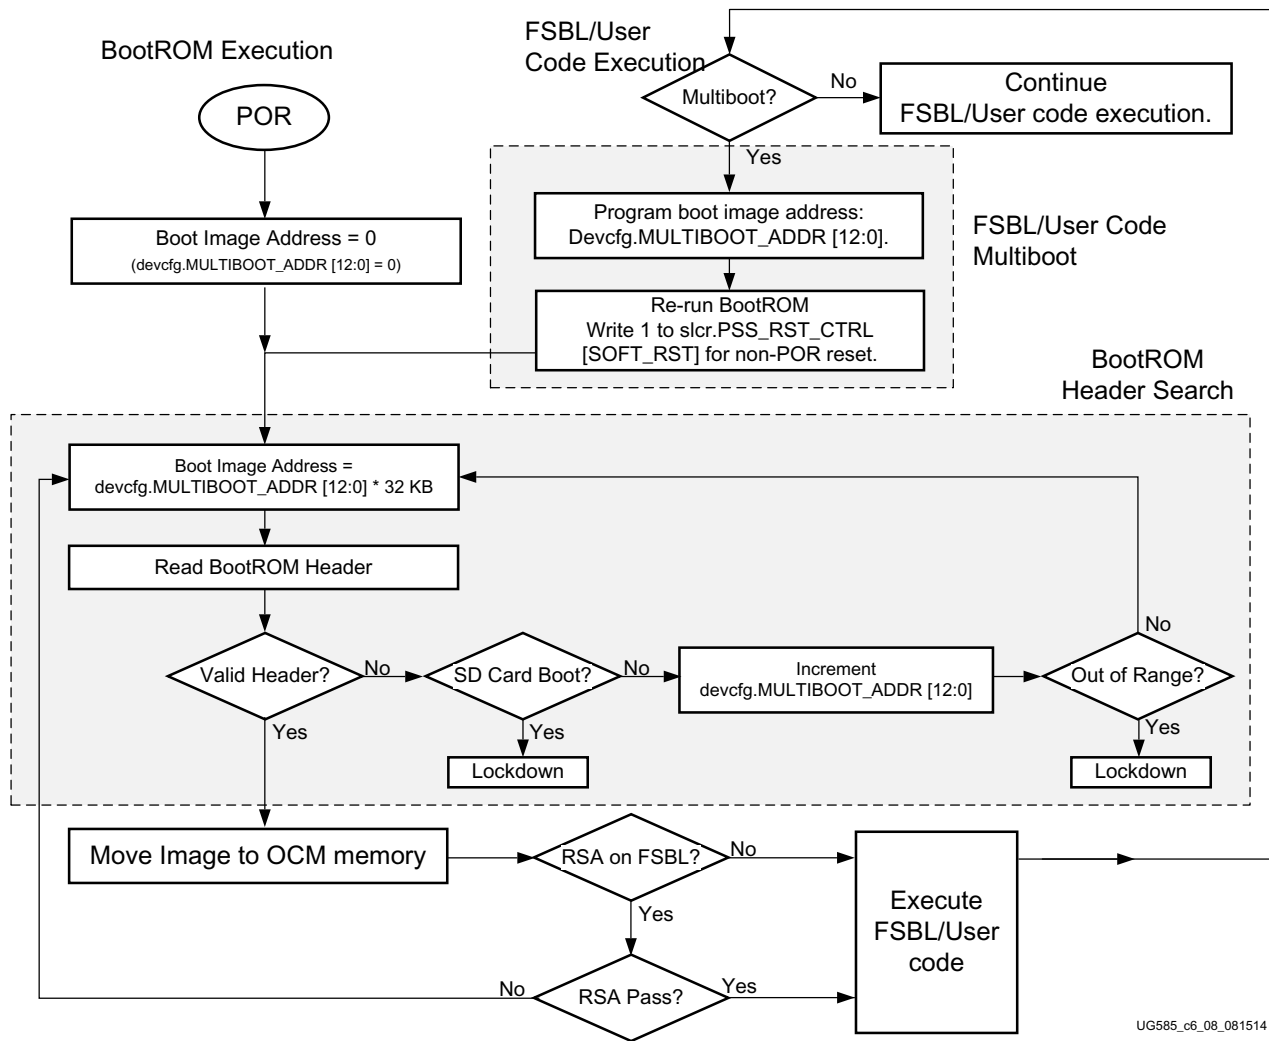 BootROM Execution
POR
Boot Image Address = 0
(devcfg.MULTIBOOT_ADDR [12:0] = 0)
FSBL/User
Code Execution
Multiboot?
No
Continue
FSBL/User code execution.
Yes
Program boot image address:
Devcfg.MULTIBOOT_ADDR [12:0].
Re-run BootROM
Write 1 to slcr.PSS_RST_CTRL
[SOFT_RST] for non-POR reset.
FSBL/User Code
Multiboot
BootROM
Header Search
Boot Image Address =
devcfg.MULTIBOOT_ADDR [12:0] * 32 KB
Read BootROM Header
Valid Header?
No
SD Card Boot?
No
Increment
devcfg.MULTIBOOT_ADDR [12:0]
Out of Range?
No
Yes
Yes
Lockdown
Yes
Lockdown
Move Image to OCM memory
RSA on FSBL?
No
Yes
RSA Pass?
No
Yes
Execute
FSBL/User
code
UG585_c6_08_081514